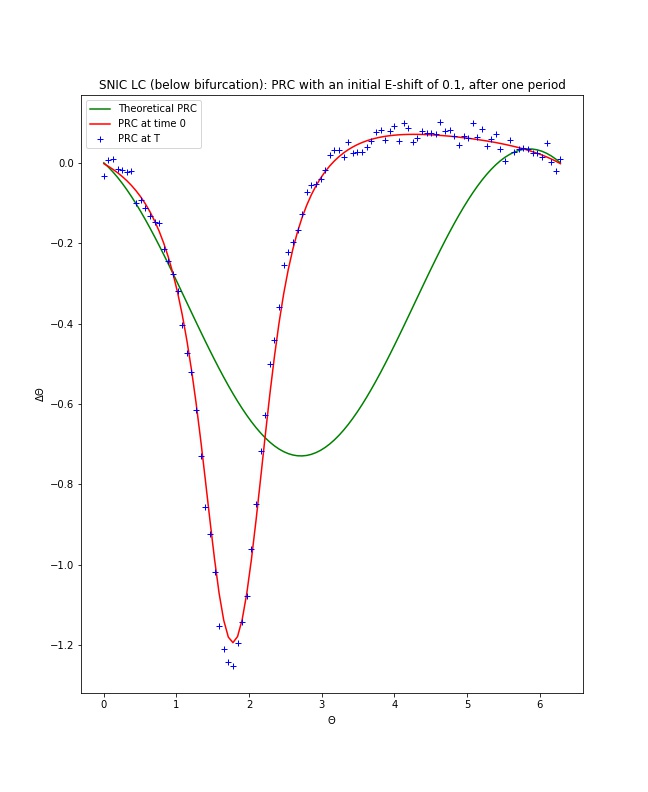 SNIC LC (below bifurcation): PRC with an initial E-shift of 0.1, after one period
Theoretical PRC
PRC at time 0
PRC at T
0.0
−0.2
−0.4
−0.6
−0.8
−1.0
−1.2
ΔΘ
0 1 2 3 4 5 6
Θ